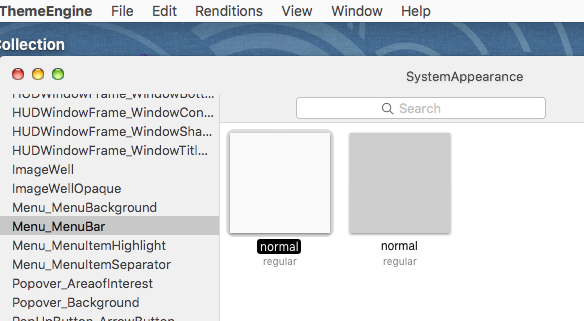 ThemeEngine File Edit Renditions View Window Help
Collection
SystemAppearance
Search
HUDWindowFrame_WindowBott...
HUDWindowFrame_WindowCon...
HUDWindowFrame_WindowSha...
HUDWindowFrame_WindowTitl...
ImageWell
ImageWellOpaque
Menu_MenuBackground
Menu_MenuBar
Menu_MenuItemHighlight
Menu_MenuItemSeparator
Popover_AreaofInterest
Popover_Background
PopUpButton_ArrowButton
normal
regular
normal
regular